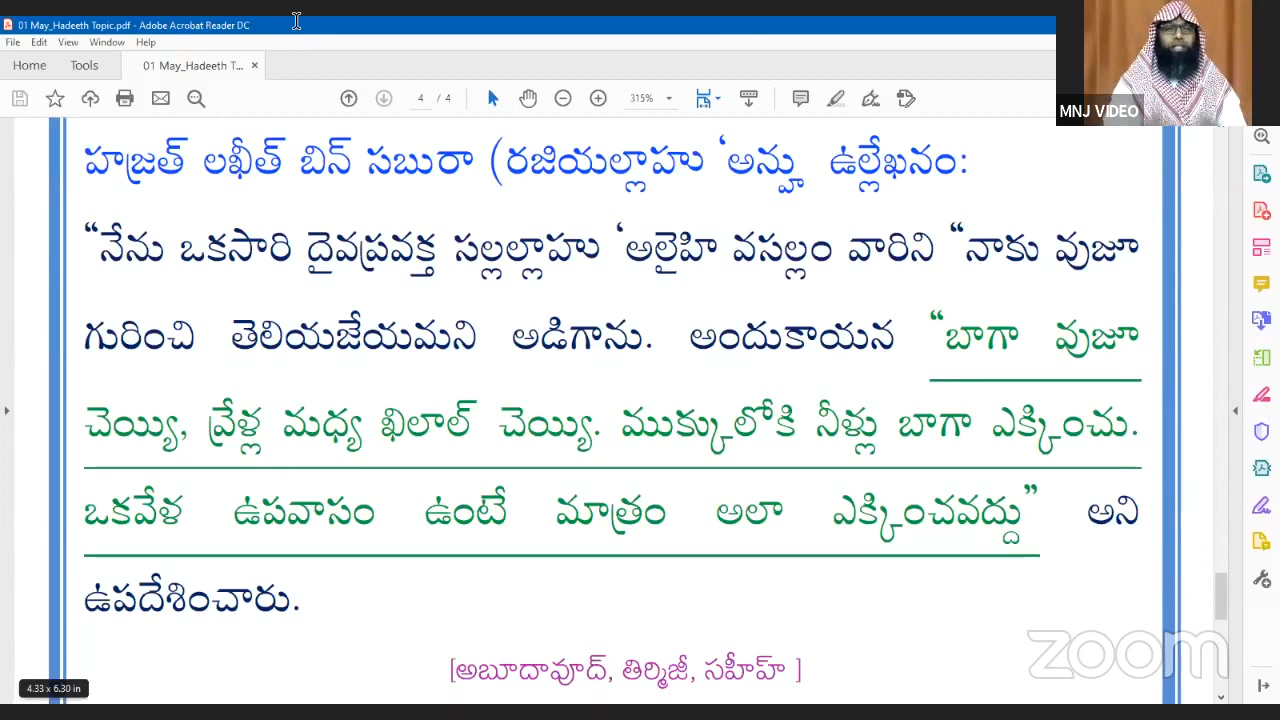 01 May_Hadeeth Topic.pdf - Adobe Acrobat Reader DC
File Edit View Window Help
Home Tools 01 May_Hadeeth T... ×
4 / 4 315%
MNJ VIDEO
హజ్రత్ లఖీత్ బిన్ సబురా (రజియల్లాహు ‘అన్హు ఉల్లేఖనం:
“నేను ఒకసారి దైవప్రవక్త సల్లల్లాహు ‘అలైహి వసల్లం వారిని “నాకు వుజూ
గురించి తెలియజేయమని అడిగాను. అందుకాయన “బాగా వుజూ
చెయ్యి, వ్రేళ్ల మధ్య ఖిలాల్ చెయ్యి. ముక్కులోకి నీళ్లు బాగా ఎక్కించు.
ఒకవేళ ఉపవాసం ఉంటే మాత్రం అలా ఎక్కించవద్దు” అని
ఉపదేశించారు.
[అబూదావూద్, తిర్మిజీ, సహీహ్ ]
4.33 x 6.30 in
zoom